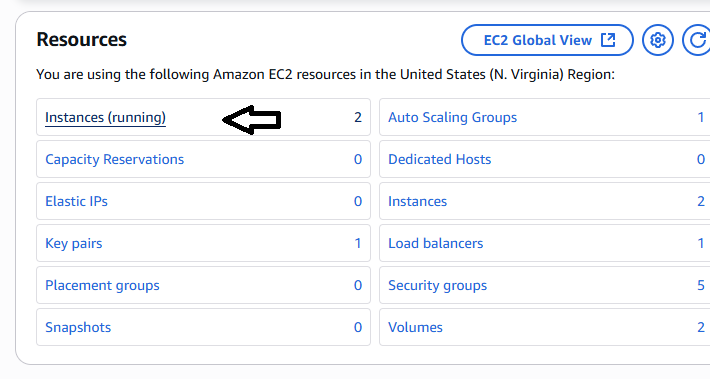 Resources
EC2 Global View
You are using the following Amazon EC2 resources in the United States (N. Virginia) Region:
Instances (running) 2
Auto Scaling Groups 1
Capacity Reservations 0
Dedicated Hosts 0
Elastic IPs 0
Instances 2
Key pairs 1
Load balancers 1
Placement groups 0
Security groups 5
Snapshots 0
Volumes 2